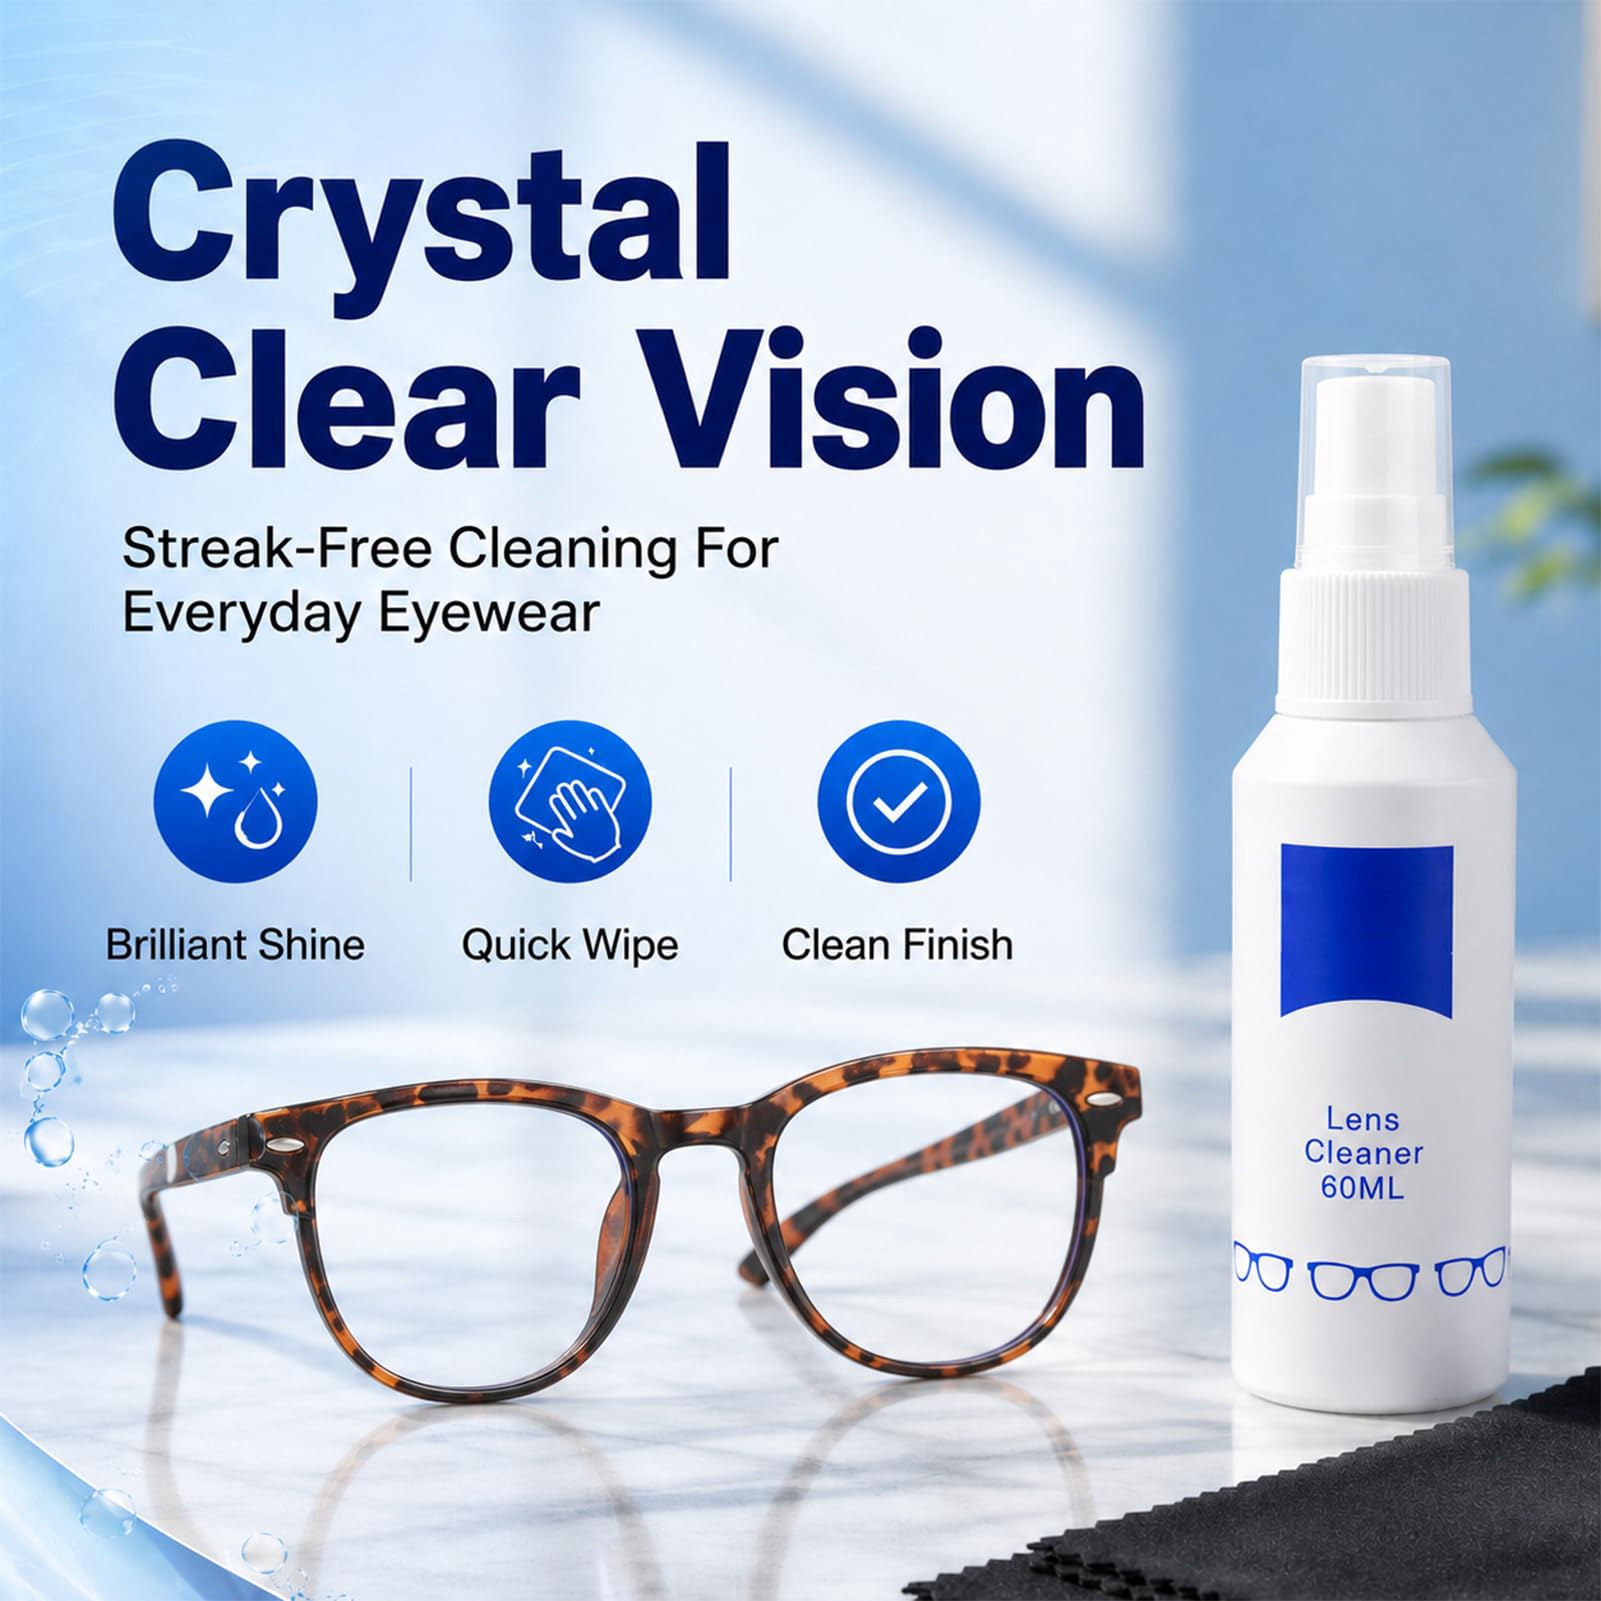 Crystal
Clear Vision
Streak-Free Cleaning For
Everyday Eyewear
Brilliant Shine
Quick Wipe
Clean Finish
Lens
Cleaner
60ML